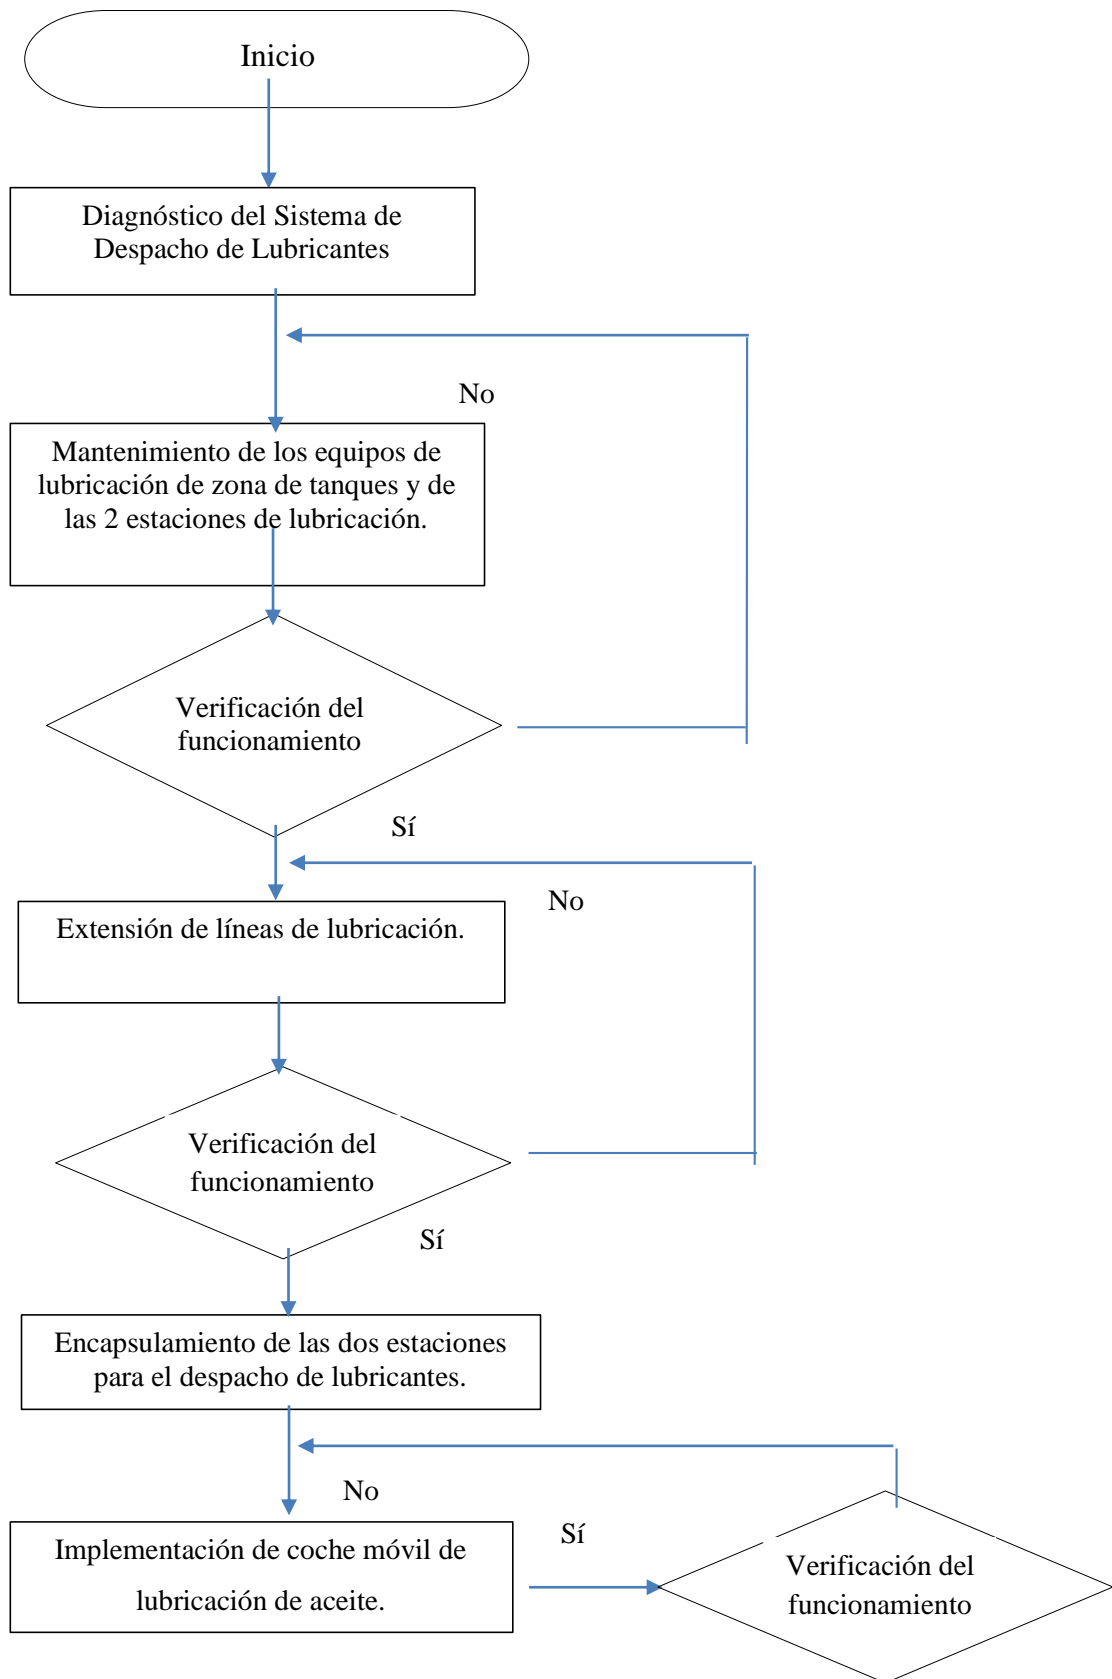 Inicio
Diagnóstico del Sistema de
Despacho de Lubricantes
No
Mantenimiento de los equipos de
lubricación de zona de tanques y de
las 2 estaciones de lubricación.
Verificación del
funcionamiento
Sí
No
Extensión de líneas de lubricación.
Verificación del
funcionamiento
Sí
Encapsulamiento de las dos estaciones
para el despacho de lubricantes.
No
Sí
Implementación de coche móvil de
lubricación de aceite.
Verificación del
funcionamiento